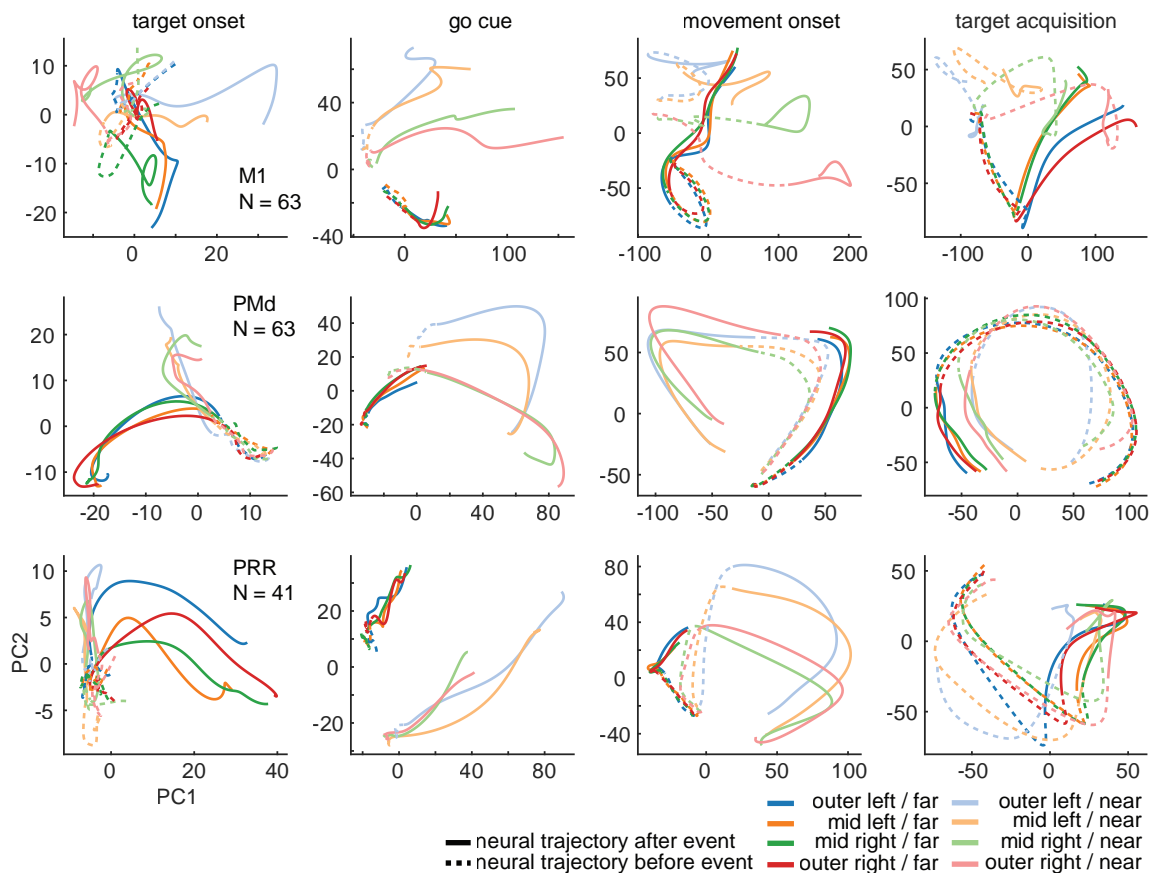 target onset go cue movement onset target acquisition
10
0
-10
-20
0 20
M1
N = 63
80
40
0
-40
0 100
50
0
-50
-100 0 100 200
50
0
-50
-100 0 100
20
10
0
-10
-20 -10 0 10
PMd
N = 63
40
20
0
-20
-40
-60
0 40 80
50
0
-50
-100 -50 0 50
100
50
0
-50
-50 0 50 100
PC2
10
5
0
-5
0 20 40
PC1
PRR
N = 41
20
0
-20
0 40 80
80
40
0
-40
0 50 100
50
0
-50
-50 0 50
neural trajectory after event
neural trajectory before event
outer left / far outer left / near
mid left / far mid left / near
mid right / far mid right / near
outer right / far outer right / near